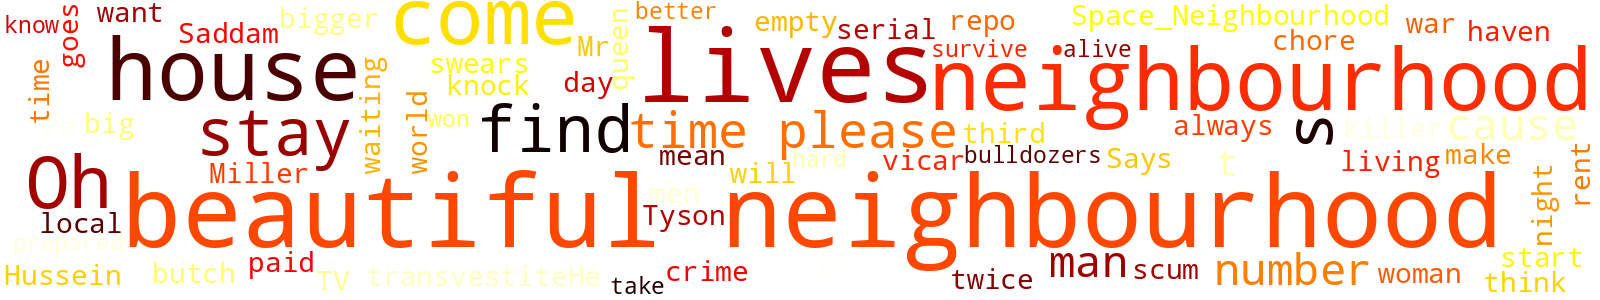 know
goes
want
Saddam
bigger
come
Mr
queen
better
empty
serial
repo
Space_Neighbourhood
war
haven
chore
survive
alive
time
house
waiting
swears
knock
day
lives
neighbourhood
big
stay
world
won
find
time please
third
always
s
killer
cause
mean
hard
vicar
bulldozers
Says
t
living
make
rent
Oh
Miller
men
will
local
beautiful neighbourhood
Tyson
night
prepared
Hussein
butch
paid
TV
transvestiteHe
take
crime
twice
man
scum
number
woman
start
think